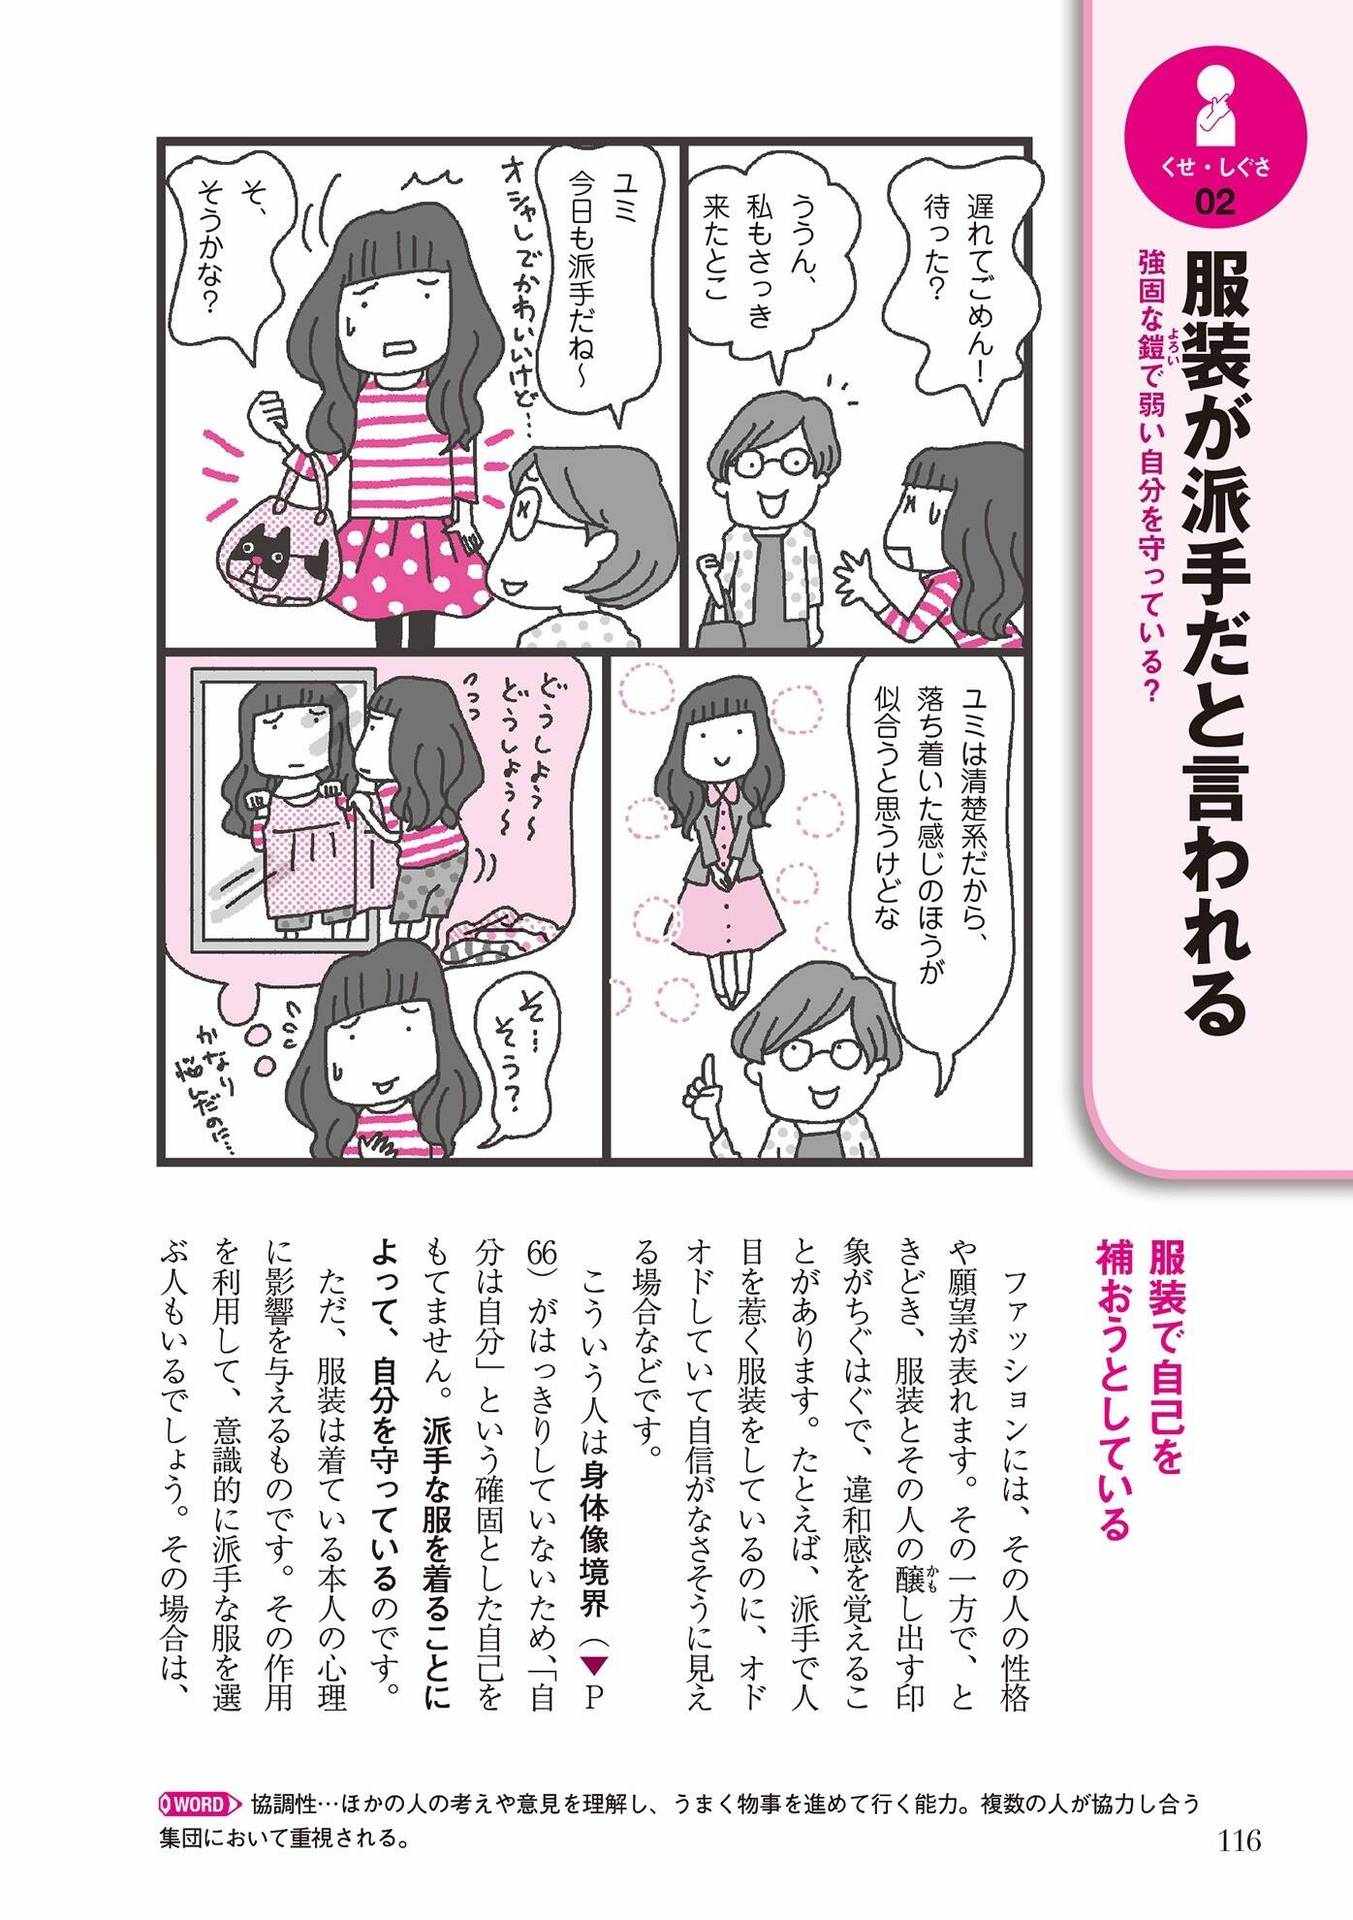 くせ・しぐさ
02
服装が派手だと言われる
強固な鎧で弱い自分を守っている?
よろい
遅れてごめん!
待った?
ううん、
私もさっき
来たとこ
ユミ
今日も派手だね〜
オシャレでかわいいけど…
そ、
そうかな?
ユミは清楚系だから、
落ち着いた感じのほうが
似合うと思うけどな
どうしよう〜
どうしよう〜
そ…
そう?
かなり
悩んだのに…
服装で自己を
補おうとしている
ファッションには、その人の性格
や願望が表れます。その一方で、と
きどき、服装とその人の醸し出す印
かも
象がちぐはぐで、違和感を覚えるこ
とがあります。たとえば、派手で人
目を惹く服装をしているのに、オド
オドしていて自信がなさそうに見え
る場合などです。
こういう人は身体像境界(▼P
66)がはっきりしていないため、「自
分は自分」という確固とした自己を
もてません。派手な服を着ることに
よって、自分を守っているのです。
ただ、服装は着ている本人の心理
に影響を与えるものです。その作用
を利用して、意識的に派手な服を選
ぶ人もいるでしょう。その場合は、
WORD 協調性…ほかの人の考えや意見を理解し、うまく物事を進めて行く能力。複数の人が協力し合う
集団において重視される。
116